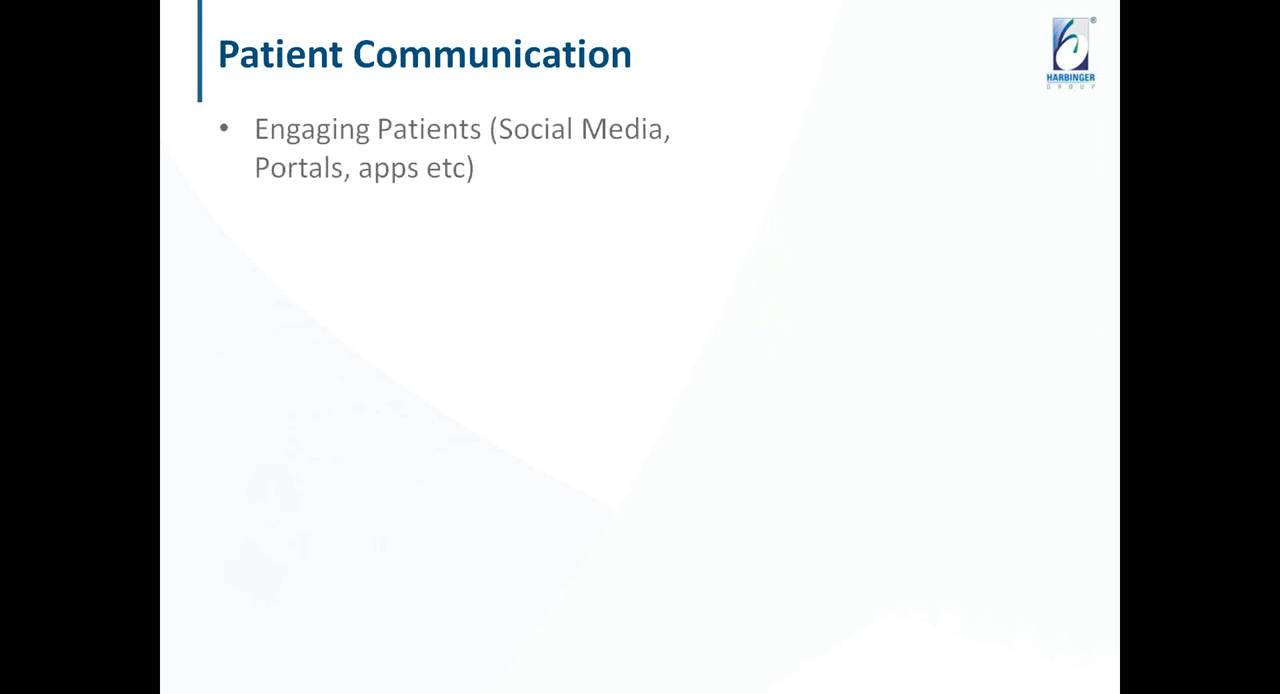 Patient Communication
HARBINGER
GROUP
®
• Engaging Patients (Social Media,
Portals, apps etc)